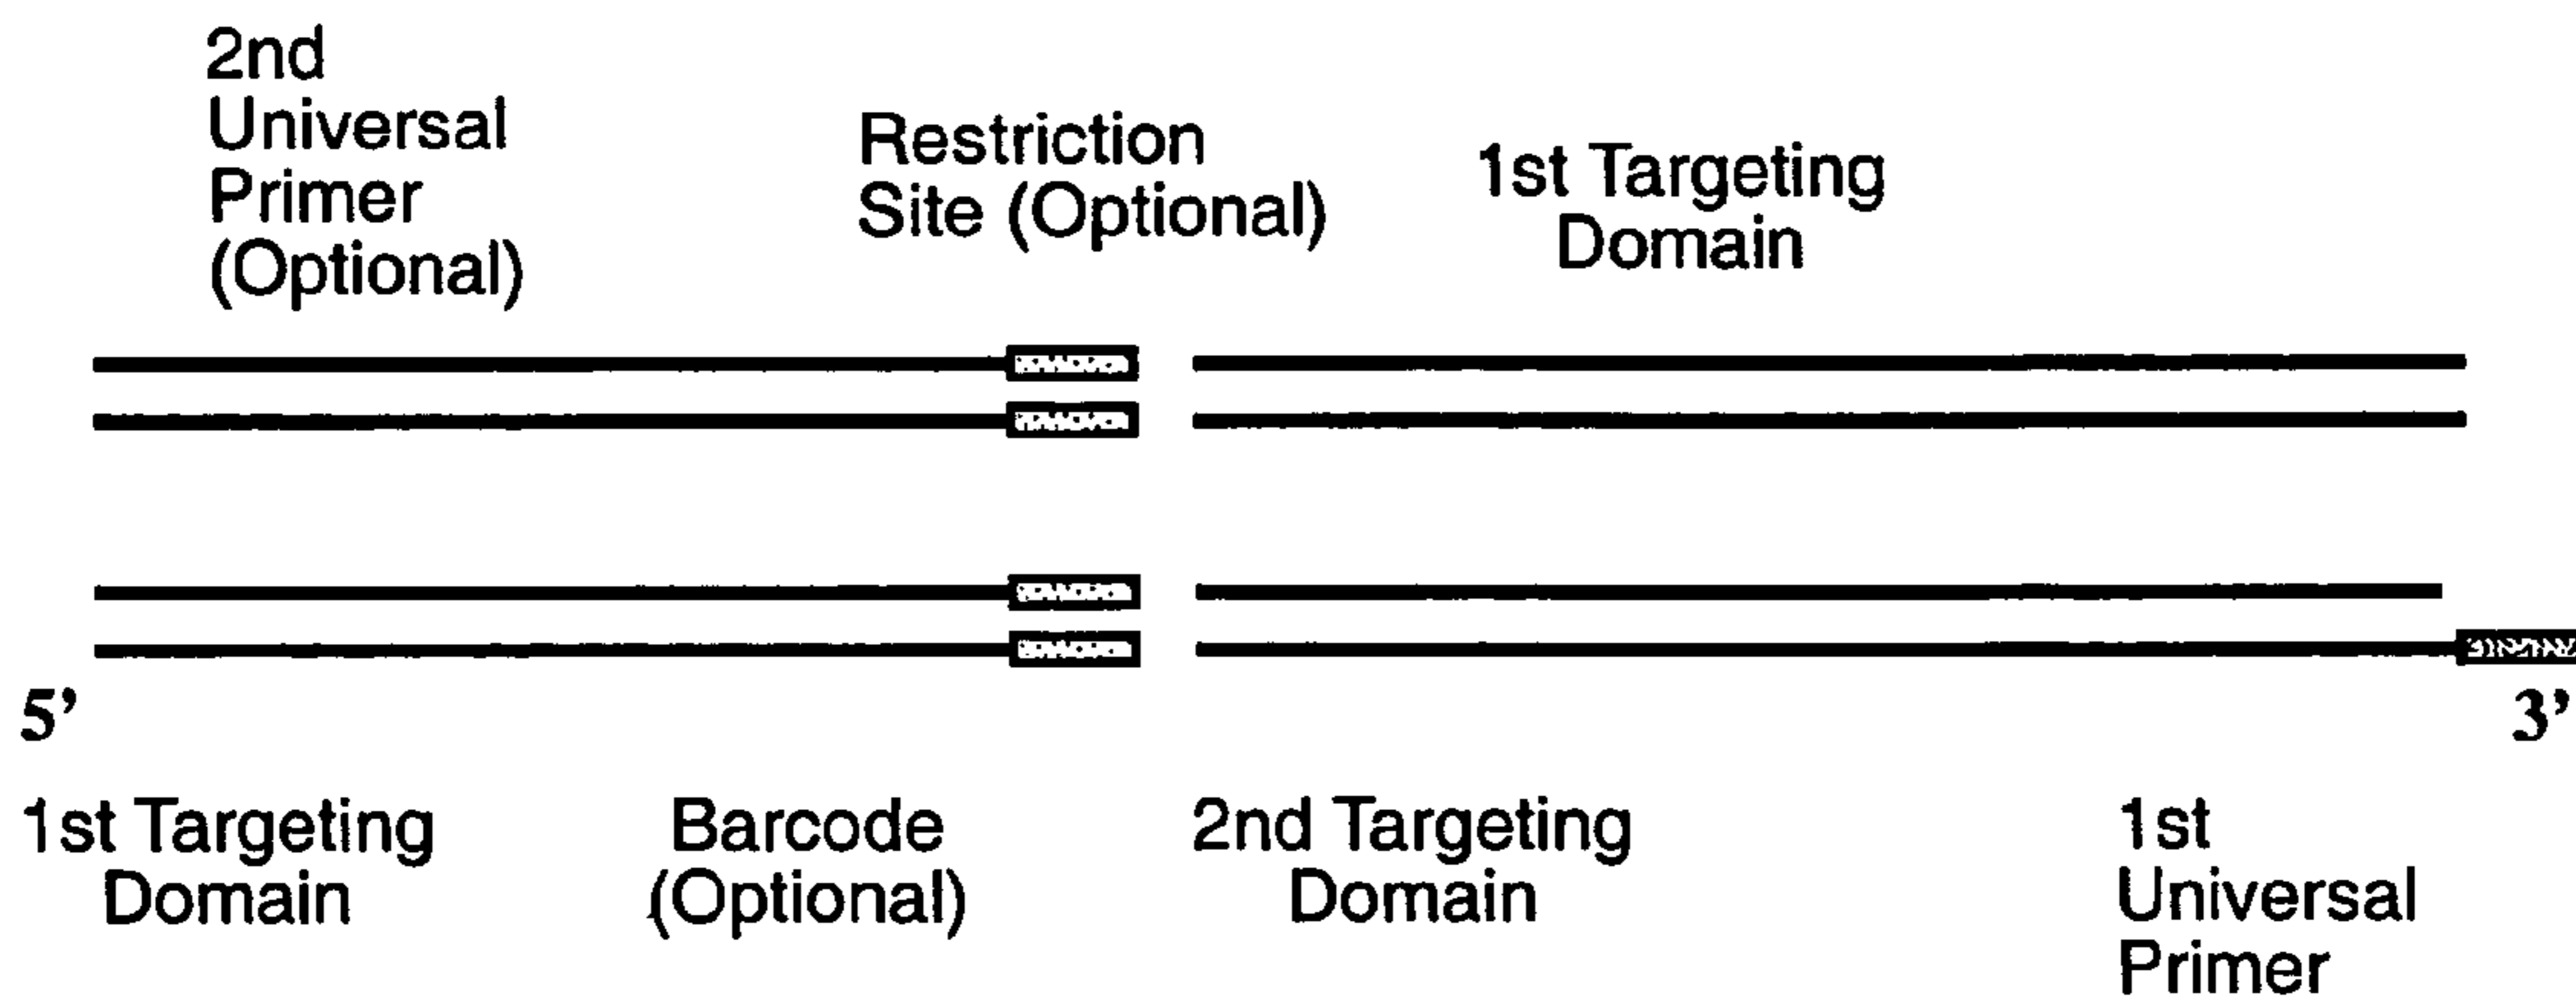 2nd
Universal
Primer
(Optional)
Restriction
Site (Optional)
1st Targeting
Domain
5’
3’
1st Targeting
Domain
Barcode
(Optional)
2nd Targeting
Domain
1st
Universal
Primer